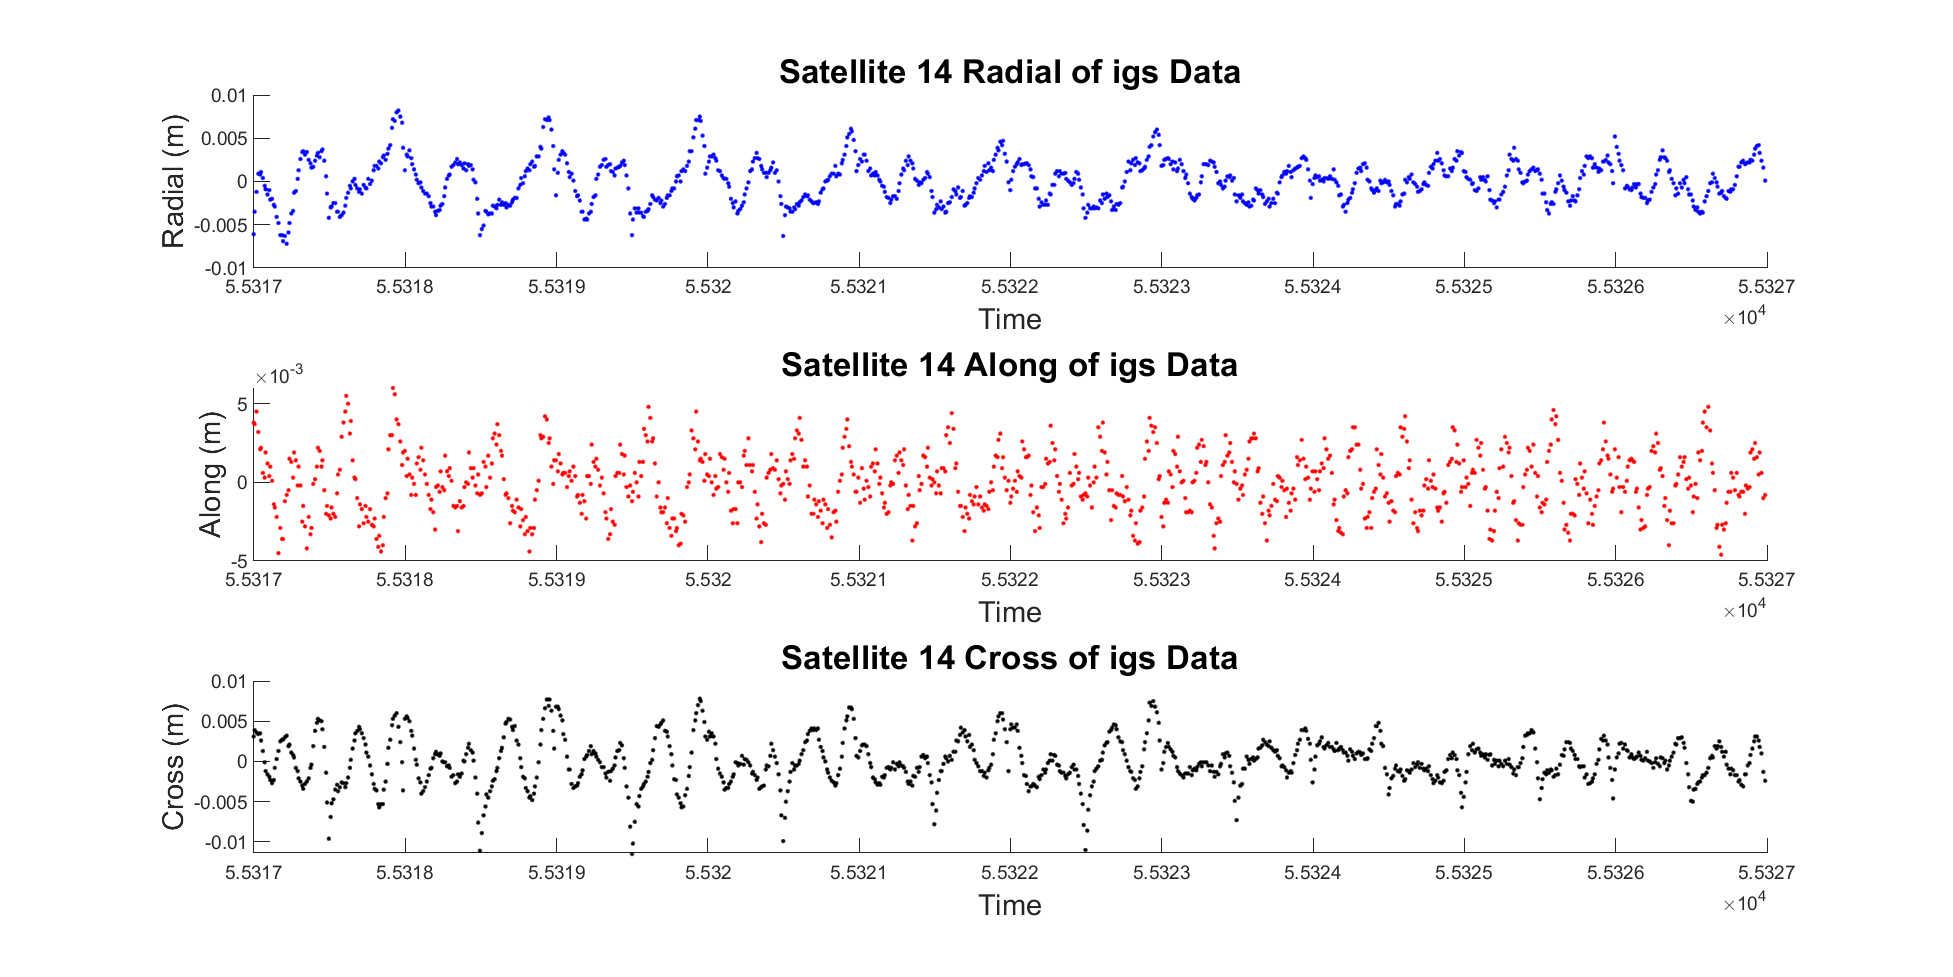 Satellite 14 Radial of igs Data
0.01
0.005
0
-0.005
-0.01
Radial (m)
5.5317 5.5318 5.5319 5.532 5.5321 5.5322 5.5323 5.5324 5.5325 5.5326 5.5327
Time
×10^4
Satellite 14 Along of igs Data
×10^-3
5
0
-5
Along (m)
5.5317 5.5318 5.5319 5.532 5.5321 5.5322 5.5323 5.5324 5.5325 5.5326 5.5327
Time
×10^4
Satellite 14 Cross of igs Data
0.01
0.005
0
-0.005
-0.01
Cross (m)
5.5317 5.5318 5.5319 5.532 5.5321 5.5322 5.5323 5.5324 5.5325 5.5326 5.5327
Time
×10^4